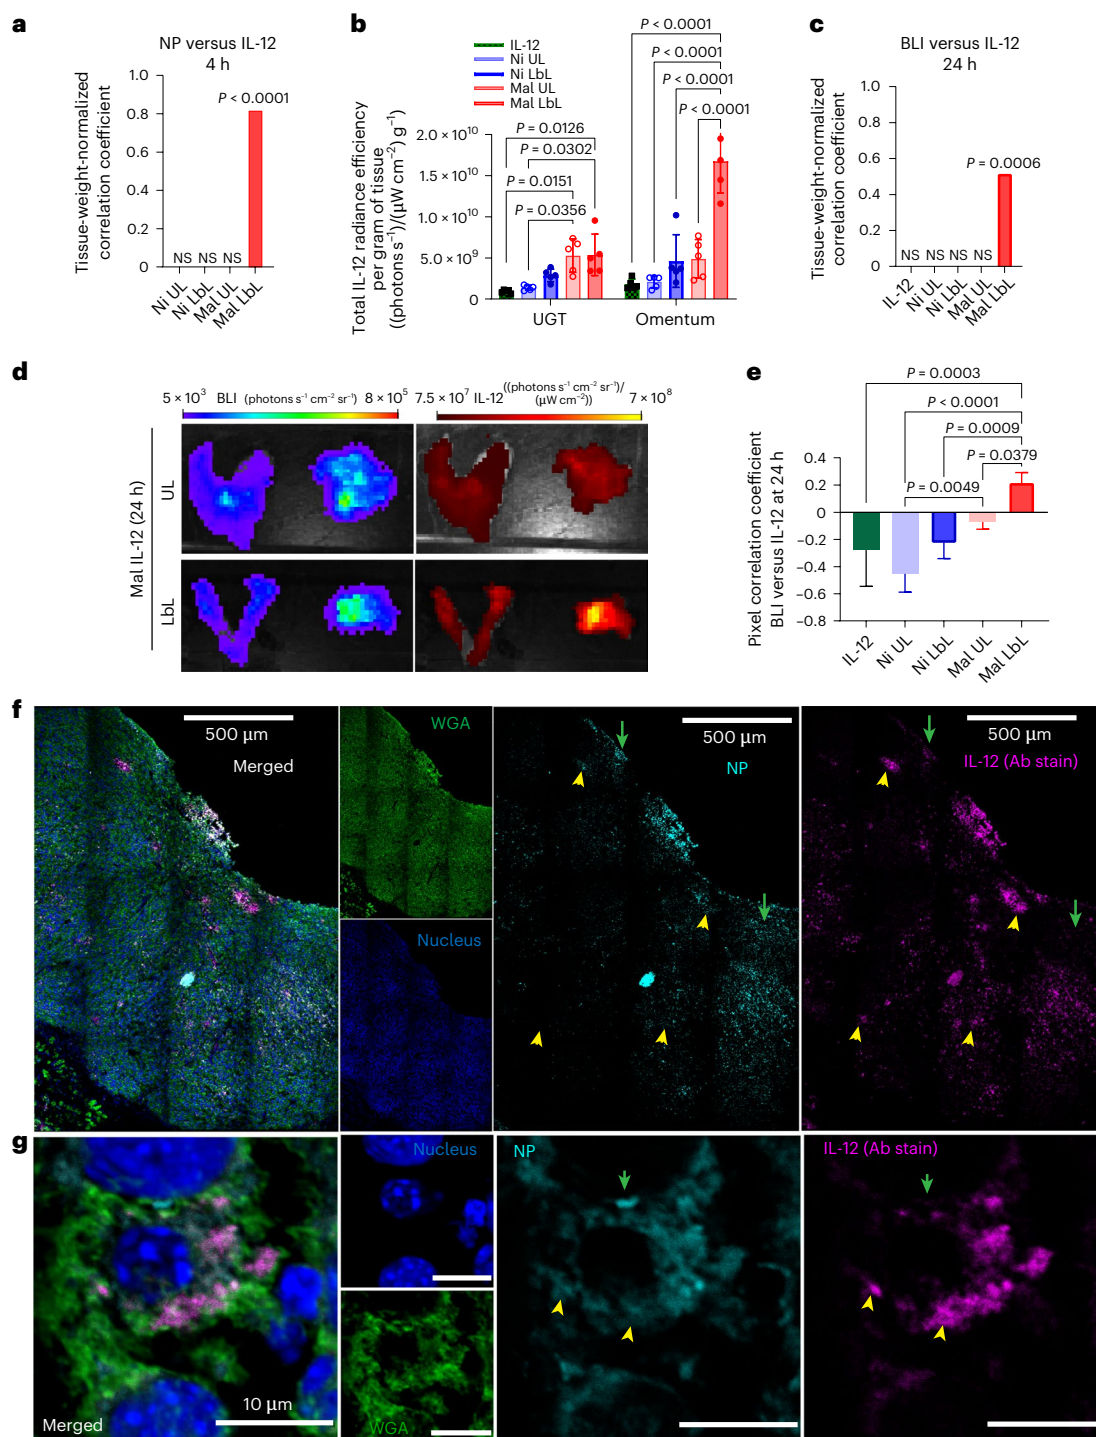 a
NP versus IL-12
4 h
Tissue-weight-normalized
correlation coefficient
1.0
0.8
0.6
0.4
0.2
0
P < 0.0001
NS NS NS
Ni UL
Ni LbL
Mal UL
Mal LbL
b
IL-12
Ni UL
Ni LbL
Mal UL
Mal LbL
P < 0.0001
P < 0.0001
P < 0.0001
P < 0.0001
P = 0.0126
P = 0.0302
P = 0.0151
P = 0.0356
Total IL-12 radiance efficiency
per gram of tissue
((photons s⁻¹)/(µW cm⁻²) g⁻¹)
2.0 × 10¹⁰
1.5 × 10¹⁰
1.0 × 10¹⁰
5.0 × 10⁹
0
UGT
Omentum
c
BLI versus IL-12
24 h
Tissue-weight-normalized
correlation coefficient
1.0
0.8
0.6
0.4
0.2
0
P = 0.0006
NS NS NS NS
IL-12
Ni UL
Ni LbL
Mal UL
Mal LbL
d
5 × 10³ BLI (photons s⁻¹ cm⁻² sr⁻¹) 8 × 10⁵
((photons s⁻¹ cm⁻² sr⁻¹)/
7.5 × 10⁷ IL-12 (µW cm⁻²)) 7 × 10⁸
Mal IL-12 (24 h)
UL
LbL
e
P = 0.0003
P < 0.0001
P = 0.0009
P = 0.0379
P = 0.0049
Pixel correlation coefficient
BLI versus IL-12 at 24 h
0.4
0.2
0
−0.2
−0.4
−0.6
−0.8
IL-12
Ni UL
Ni LbL
Mal UL
Mal LbL
f
500 µm
Merged
WGA
Nucleus
500 µm
NP
500 µm
IL-12 (Ab stain)
g
10 µm
Merged
Nucleus
WGA
NP
IL-12 (Ab stain)